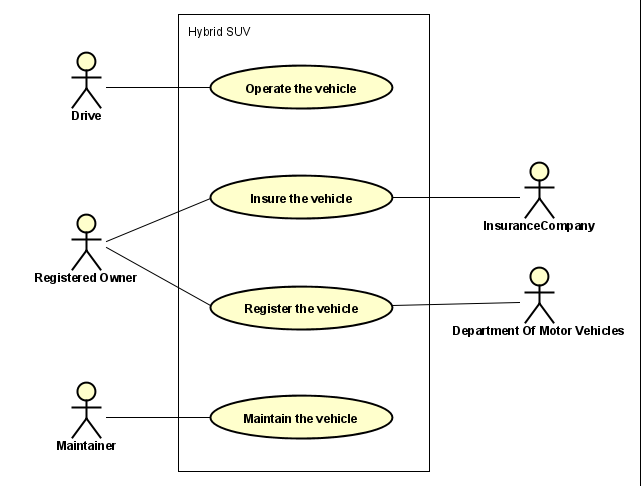 Hybrid SUV
Operate the vehicle
Drive
Insure the vehicle
InsuranceCompany
Registered Owner
Register the vehicle
Department Of Motor Vehicles
Maintain the vehicle
Maintainer